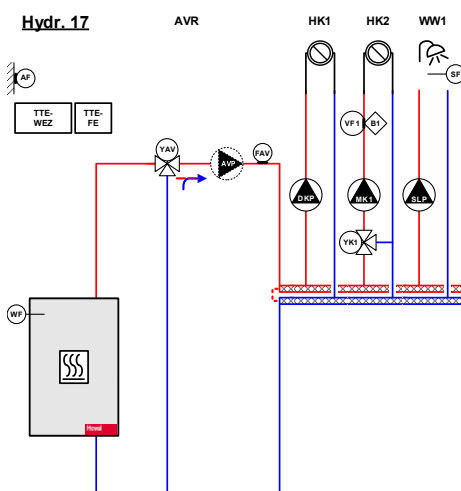 Hydr. 17
AVR
HK1
HK2
WW1
AF
SF
TTE-
WEZ
TTE-
FE
VF1
B1
YAV
AVP
FAV
DKP
MK1
SLP
YK1
WF
Hoval